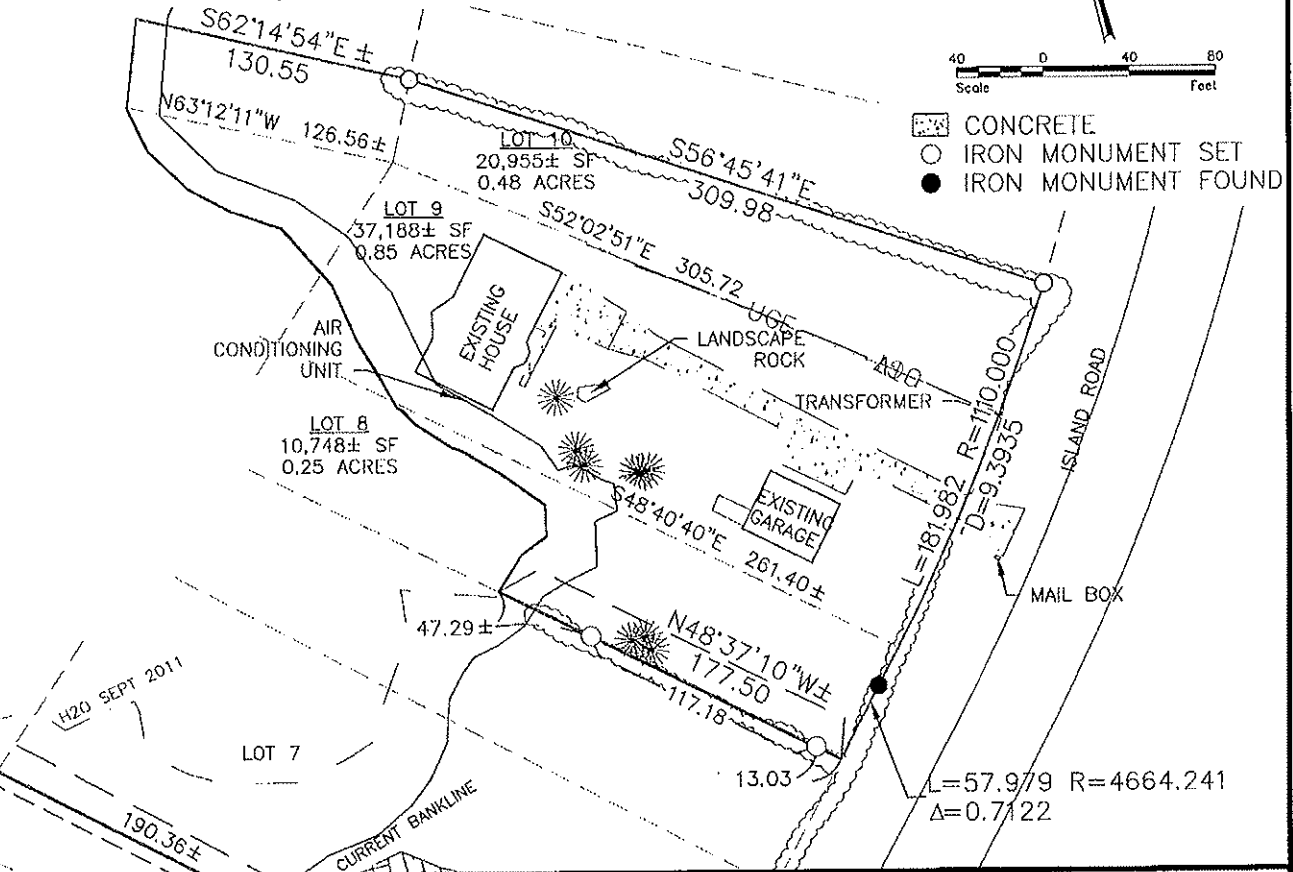 S62°14'54"E ±
130.55
N63°12'11"W 126.56±
40 0 40 80
Scale Feet
CONCRETE
IRON MONUMENT SET
IRON MONUMENT FOUND
LOT 10
20,955± SF
0.48 ACRES
S56°45'41"E
309.98
LOT 9
37,188± SF
0.85 ACRES
S52°02'51"E 305.72
UGE
EXISTING
HOUSE
AIR
CONDITIONING
UNIT
LANDSCAPE
ROCK
TRANSFORMER
L=181.982 R=1110.000
D=9.3935
ISLAND ROAD
LOT 8
10,748± SF
0.25 ACRES
S48°40'40"E 261.40±
EXISTING
GARAGE
MAIL BOX
47.29±
N48°37'10"W±
177.50
117.18
13.03
L=57.979 R=4664.241
Δ=0.7122
H20 SEPT 2011
LOT 7
190.36±
CURRENT BANKLINE